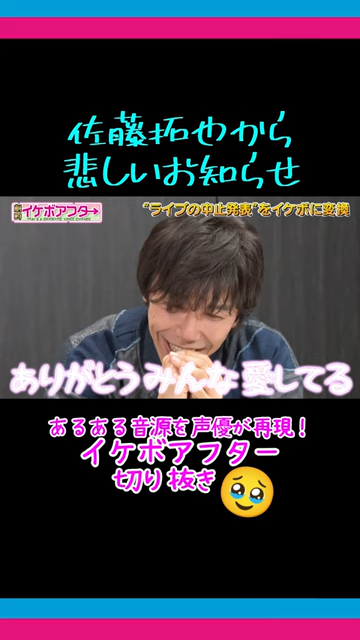 佐藤拓也から
悲しいお知らせ
イケボアフター
"ライブの中止発表"をイケボに変換
ありがとうみんな愛してる
あるある音源を声優が再現！
イケボアフター
切り抜き